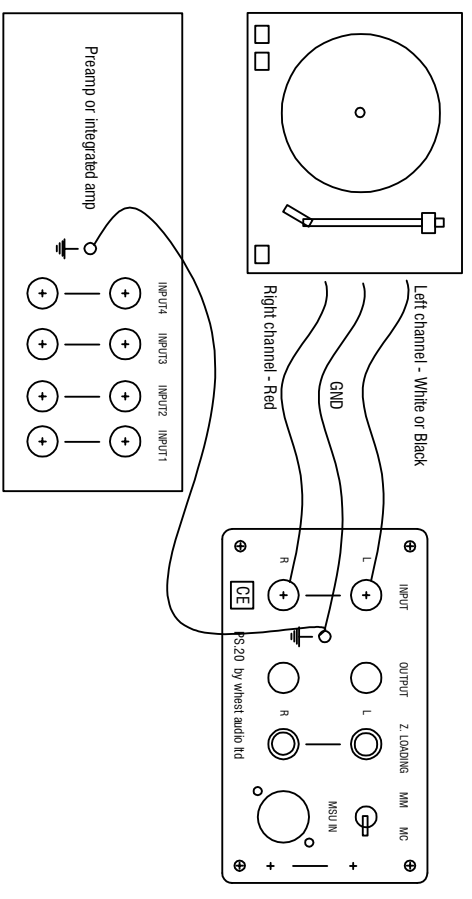 Preamp or integrated amp
INPUT4
INPUT3
INPUT2
INPUT1
Left channel - White or Black
GND
Right channel - Red
INPUT
OUTPUT
Z. LOADING
MM
MC
L
R
L
R
CE
MSU IN
PS.20 by whest audio ltd